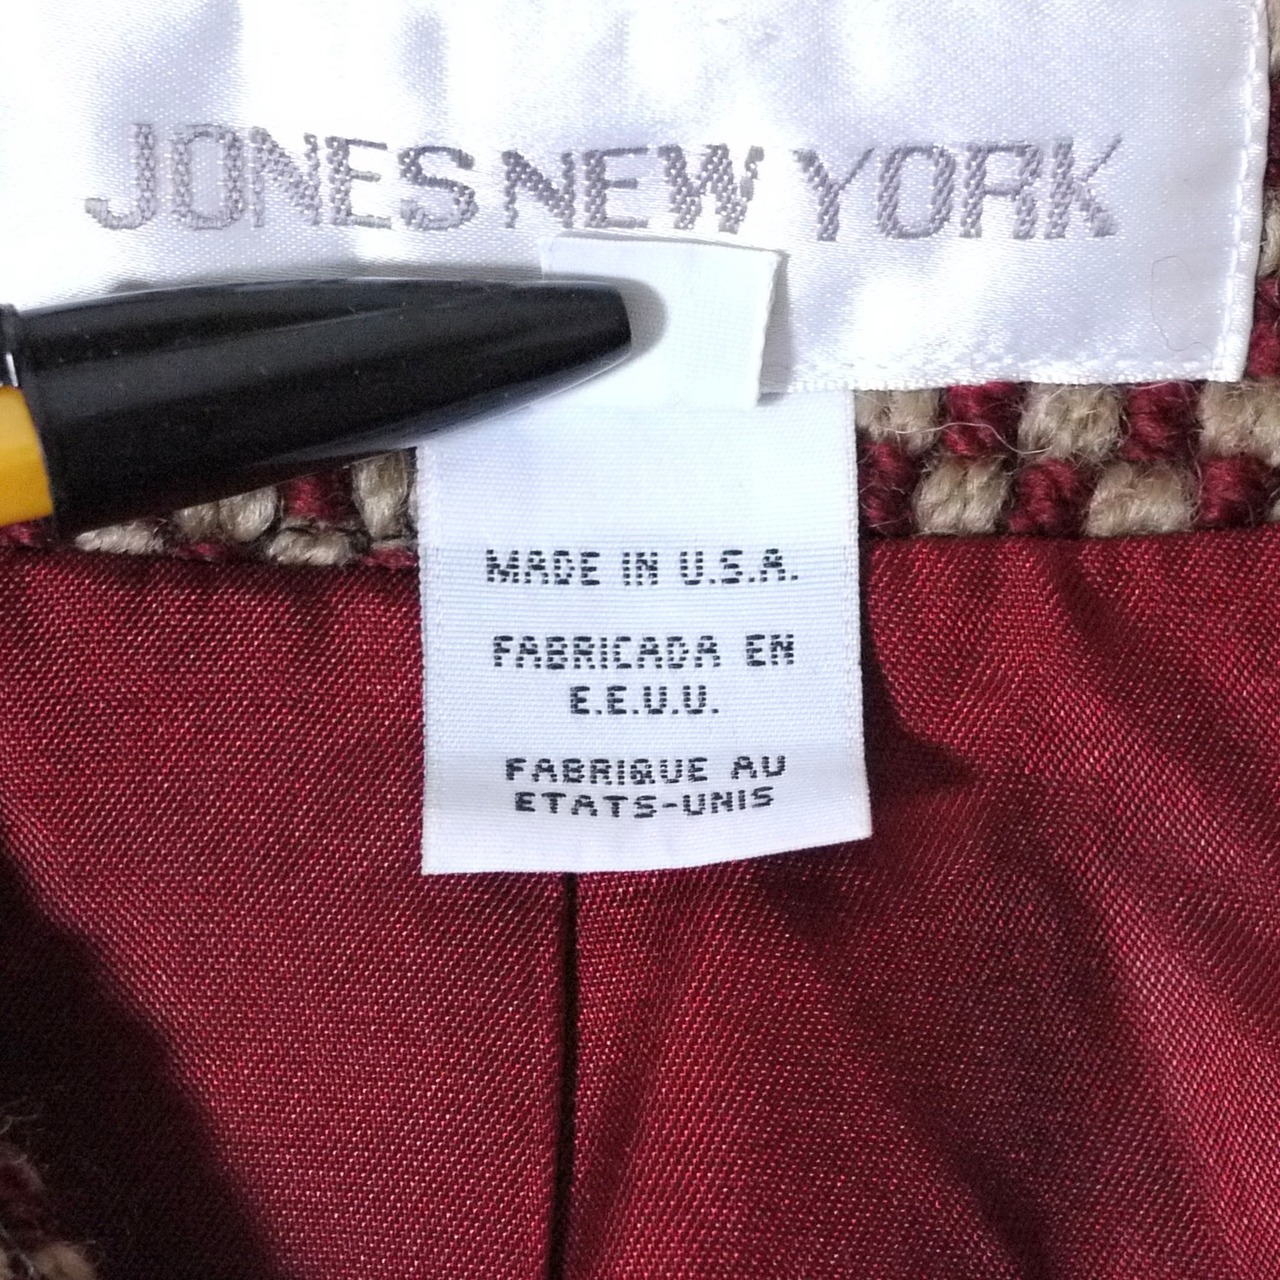 JONES NEW YORK
MADE IN U.S.A.
FABRICADA EN
E.E.U.U.
FABRIQUE AU
ETATS-UNIS